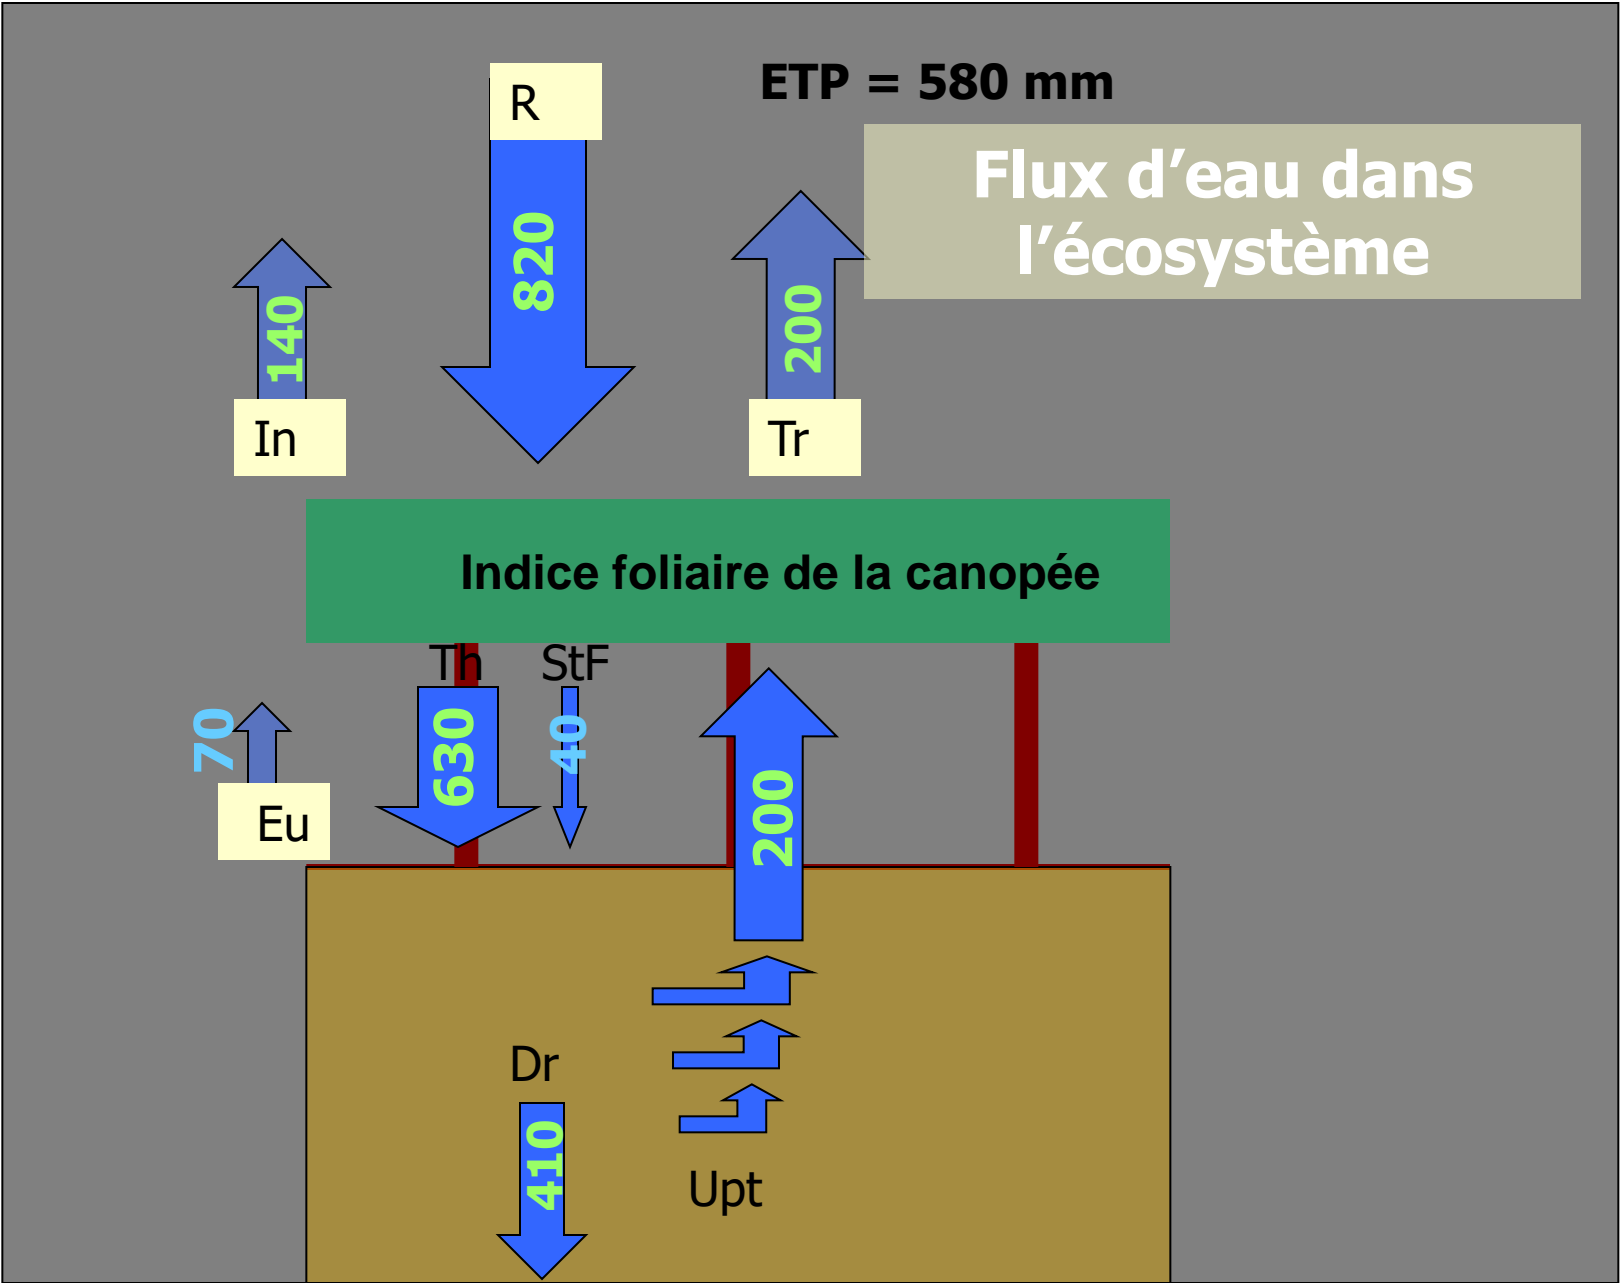 R
ETP = 580 mm
Flux d’eau dans
l’écosystème
820
140
200
In
Tr
Indice foliaire de la canopée
Th
StF
70
630
40
200
Eu
Dr
410
Upt